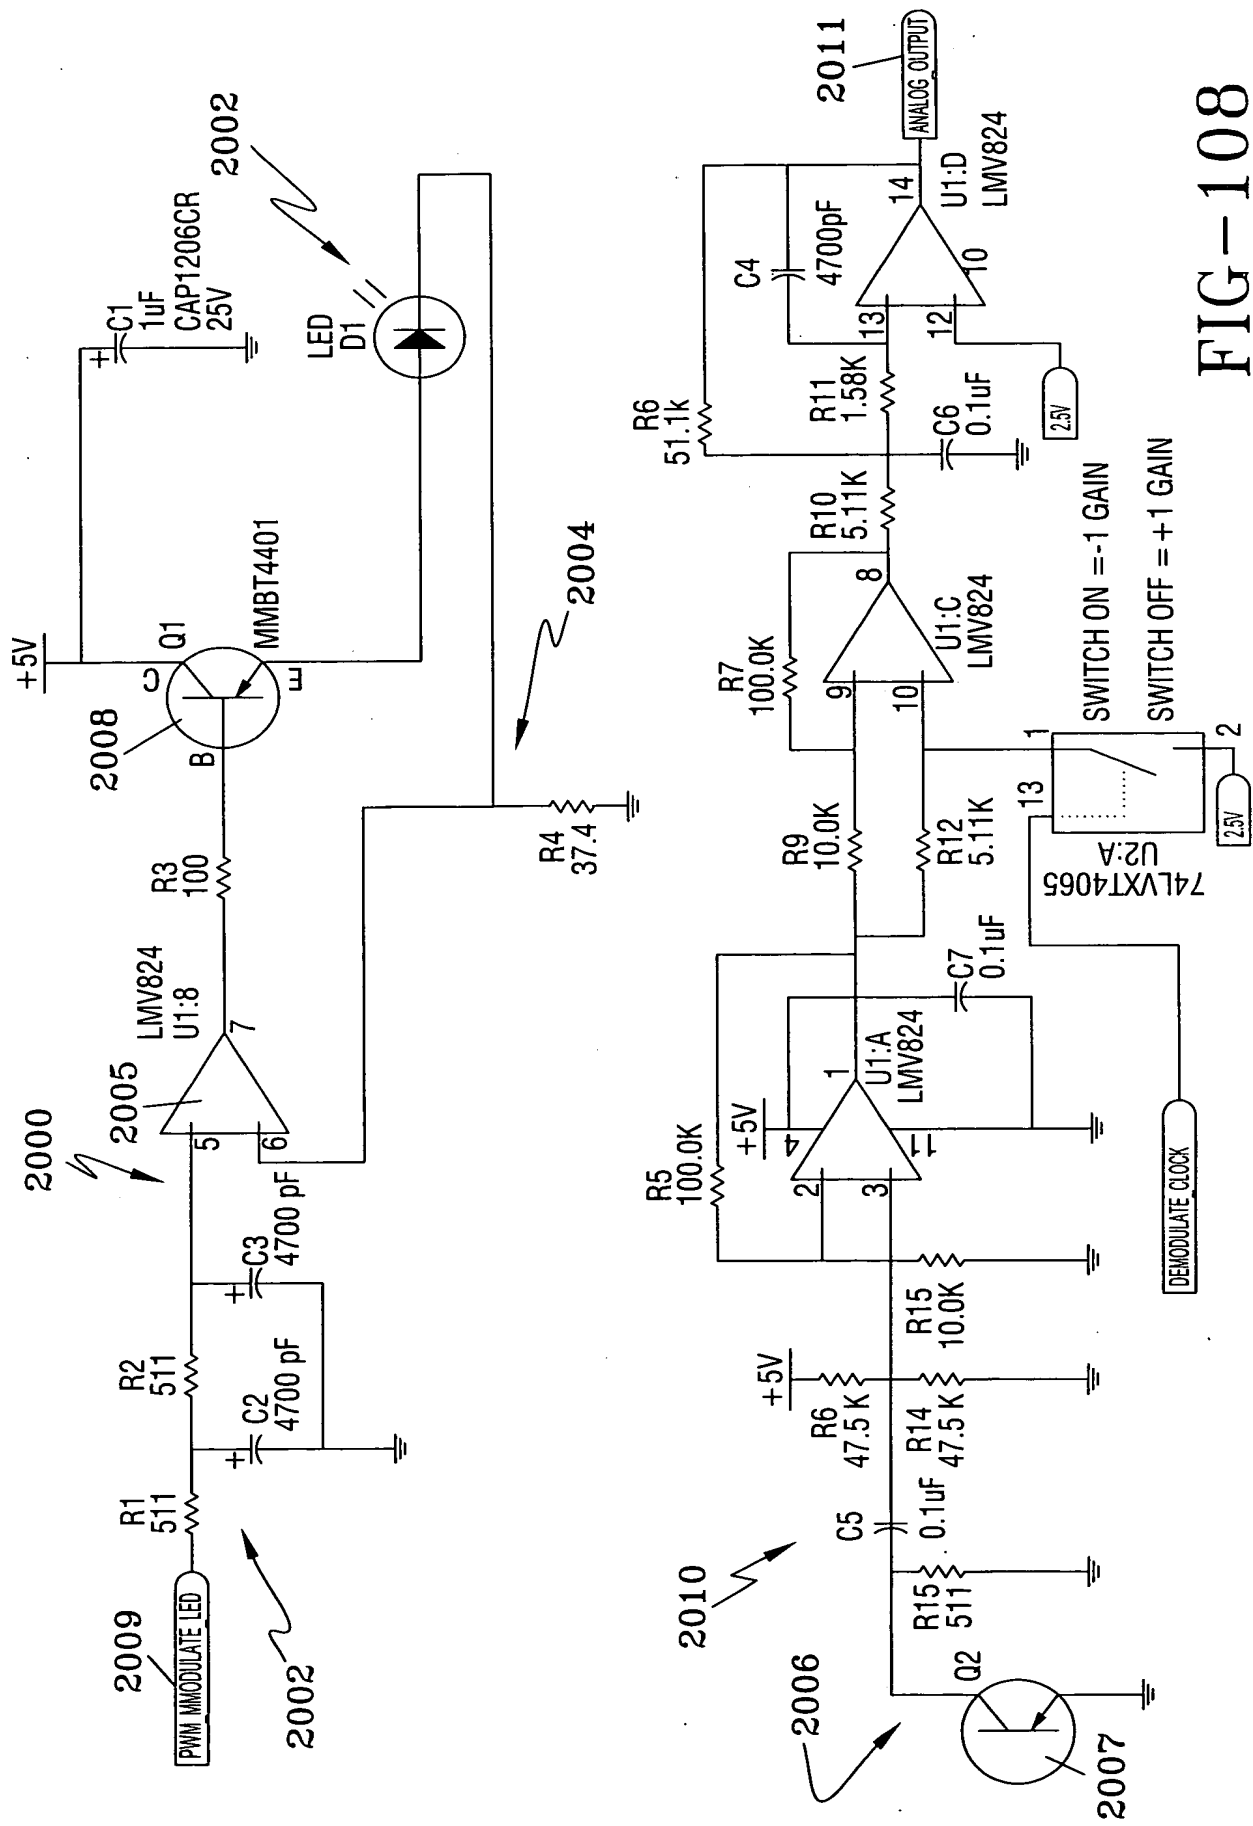 2000
2002
2009
PWM MMODULATE LED
R1
511
R2
511
C2
4700 pF
C3
4700 pF
2005
5
6
7
LMV824
U1:8
R3
100
2008
+5V
B
C
E
Q1
MMBT4401
C1
1uF
CAP1206CR
25V
2002
LED
D1
R4
37.4
2004
2006
2007
Q2
2010
R15
511
C5
0.1uF
+5V
R6
47.5 K
R14
47.5 K
R15
10.0K
R5
100.0K
+5V
2
3
4
11
1
U1:A
LMV824
C7
0.1uF
R9
10.0K
R12
5.11K
R7
100.0K
9
10
8
U1:C
LMV824
DEMODULATE_CLOCK
13
1
2
U2:A
74LVXT4065
2.5V
SWITCH ON =-1 GAIN
SWITCH OFF = +1 GAIN
R10
5.11K
R6
51.1k
R11
1.58K
C6
0.1uF
C4
4700pF
13
12
14
10
2.5V
U1:D
LMV824
ANALOG_OUTPUT
2011
FIG-108